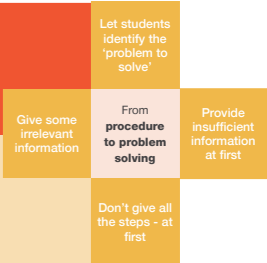 Let students
identify the
‘problem to
solve’
Give some
irrelevant
information
From
procedure
to problem
solving
Provide
insufficient
information
at first
Don’t give all
the steps - at
first